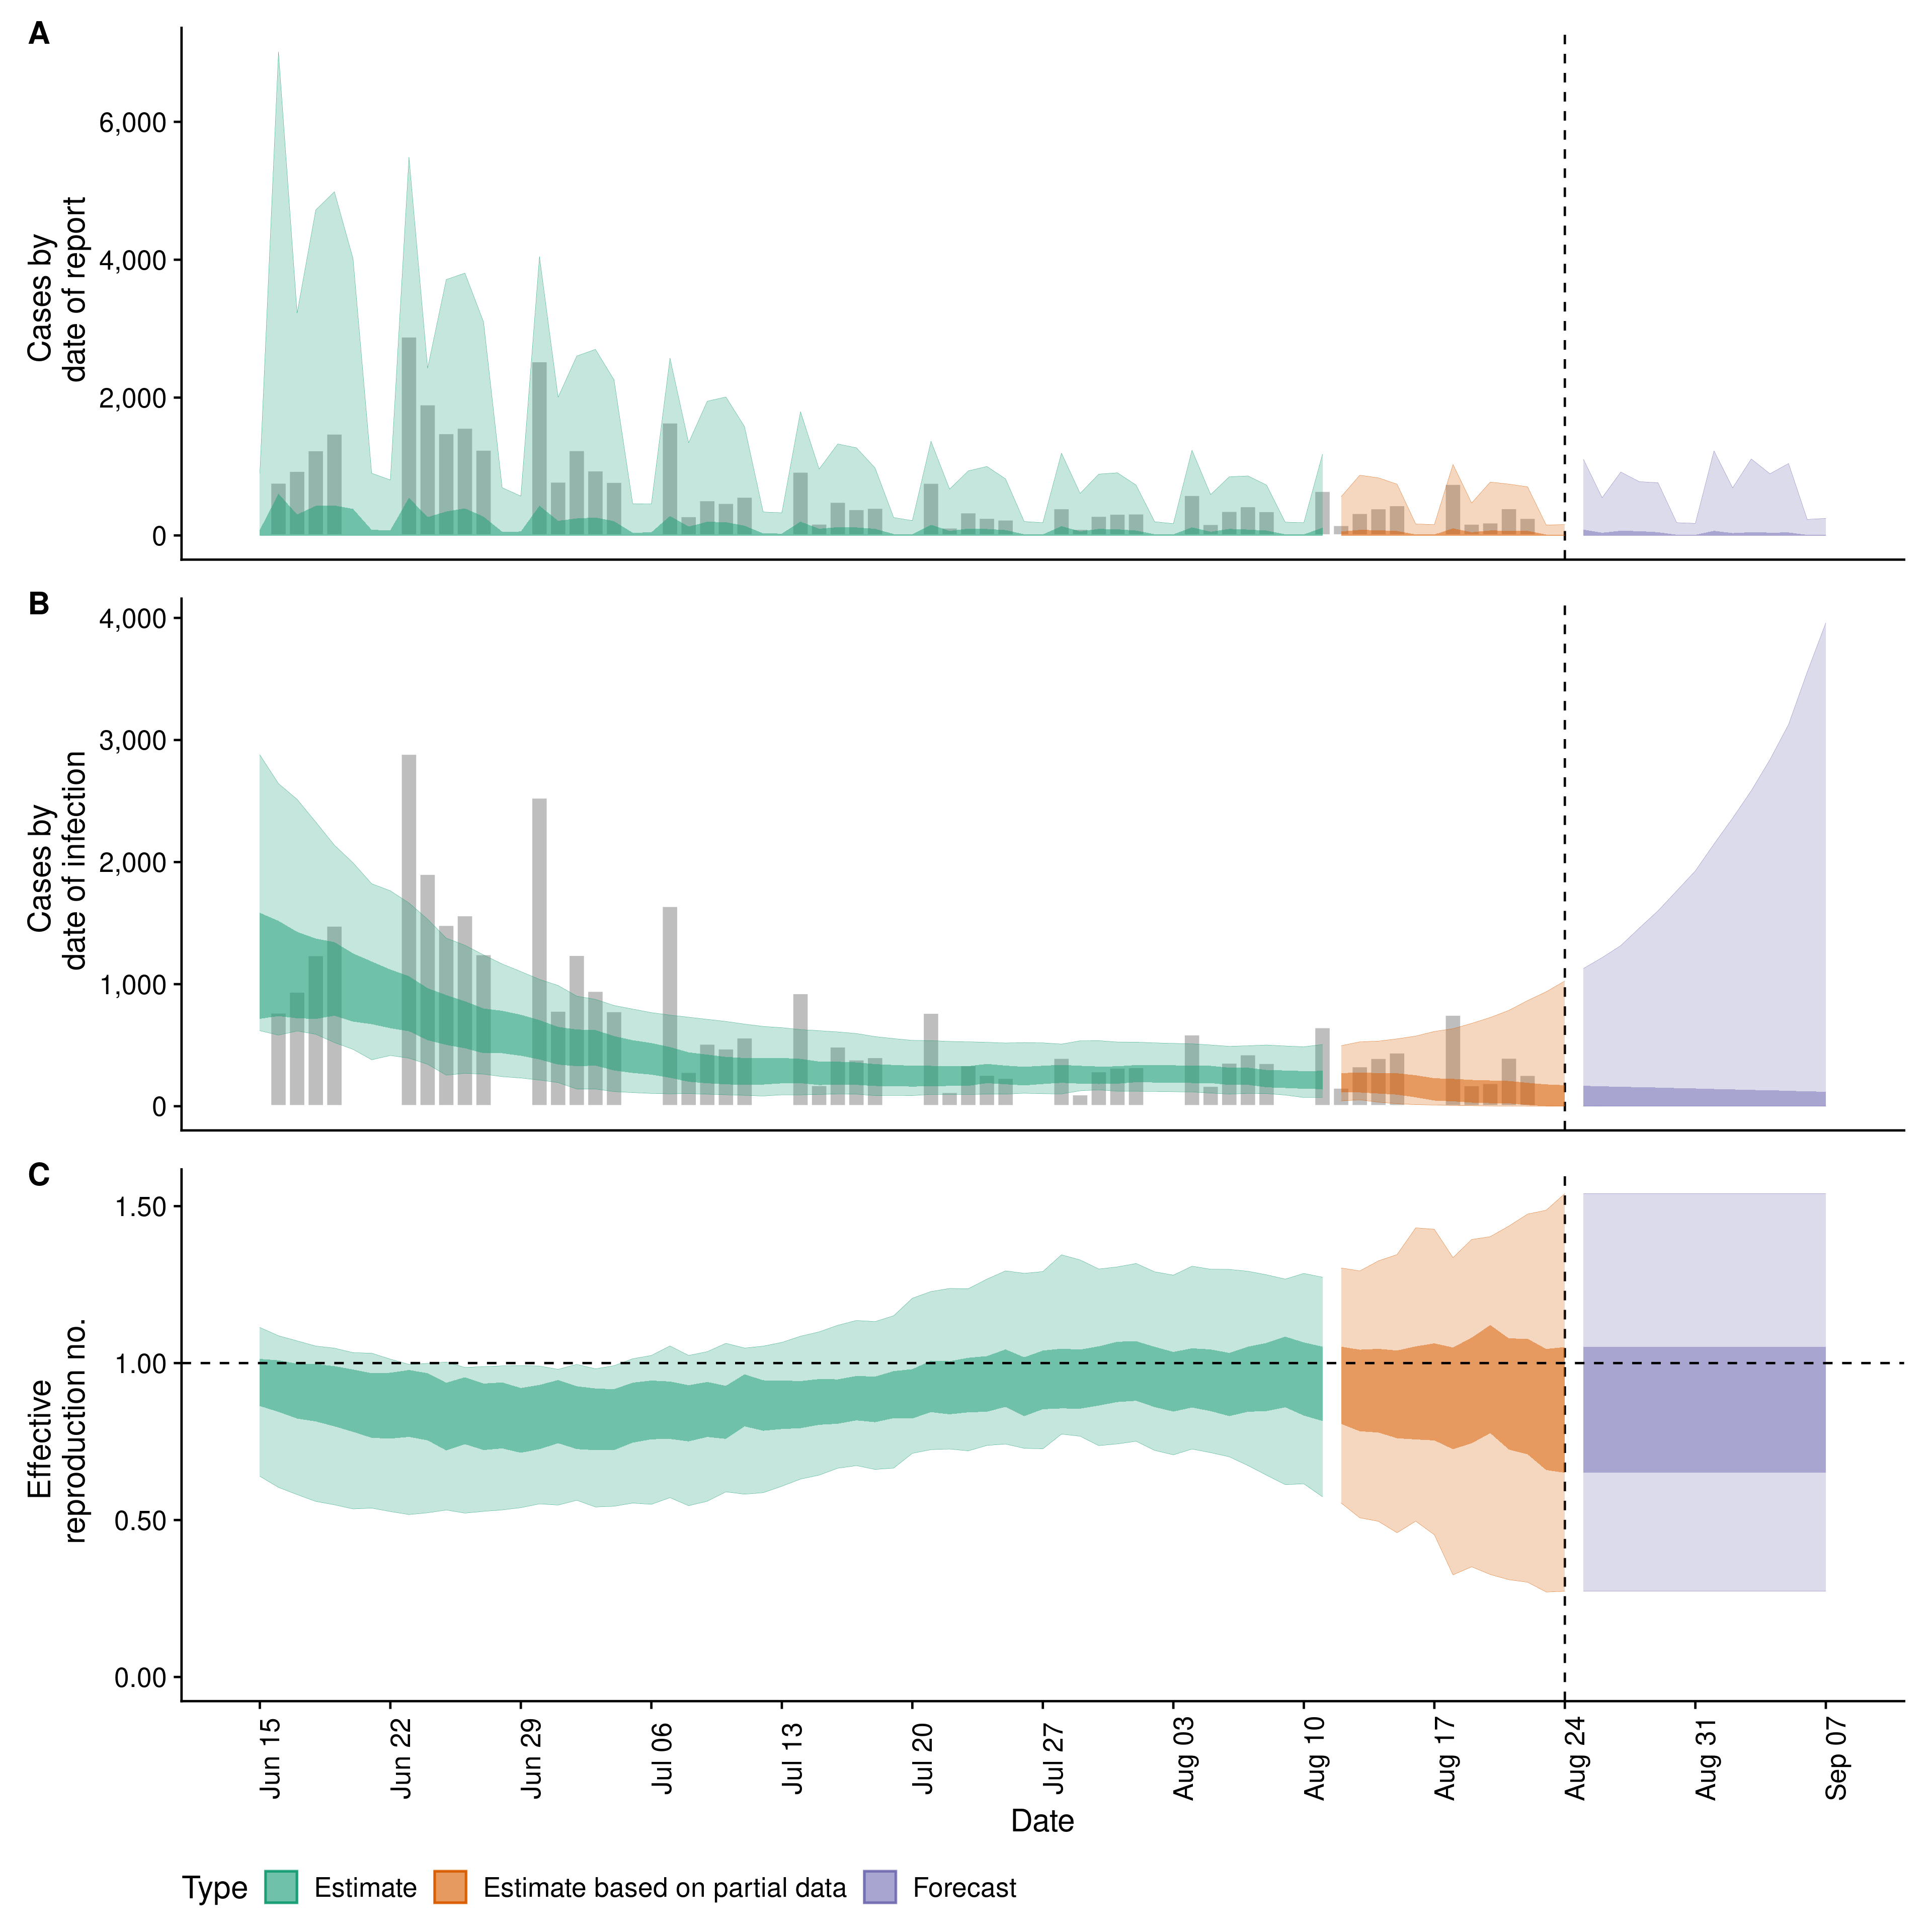 A
Cases by
date of report
6,000
4,000
2,000
0
B
Cases by
date of infection
4,000
3,000
2,000
1,000
0
C
Effective
reproduction no.
1.50
1.00
0.50
0.00
Jun 15
Jun 22
Jun 29
Jul 06
Jul 13
Jul 20
Jul 27
Aug 03
Aug 10
Aug 17
Aug 24
Aug 31
Sep 07
Date
Type Estimate Estimate based on partial data Forecast